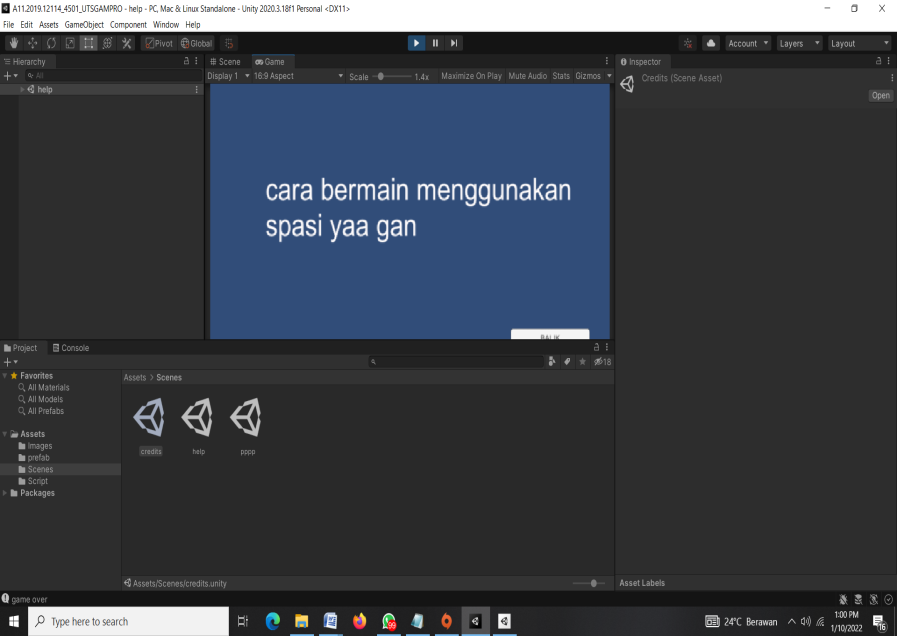 A11.2019.12114_4501_UTSGAMPRO - help - PC, Mac & Linux Standalone - Unity 2020.3.18f1 Personal <DX11>
File Edit Assets GameObject Component Window Help
Pivot Global Account Layers Layout
Hierarchy
All
help
Scene Game
Display 1 16:9 Aspect Scale 1.4x Maximize On Play Mute Audio Stats Gizmos
cara bermain menggunakan
spasi yaa gan
BALIK
Inspector
Credits (Scene Asset)
Open
Project Console
18
Favorites
All Materials
All Models
All Prefabs
Assets
Images
prefab
Scenes
Script
Packages
Assets > Scenes
credits help pppp
Assets/Scenes/credits.unity
Asset Labels
game over
Type here to search
99
24°C Berawan
1:00 PM
1/10/2022
16